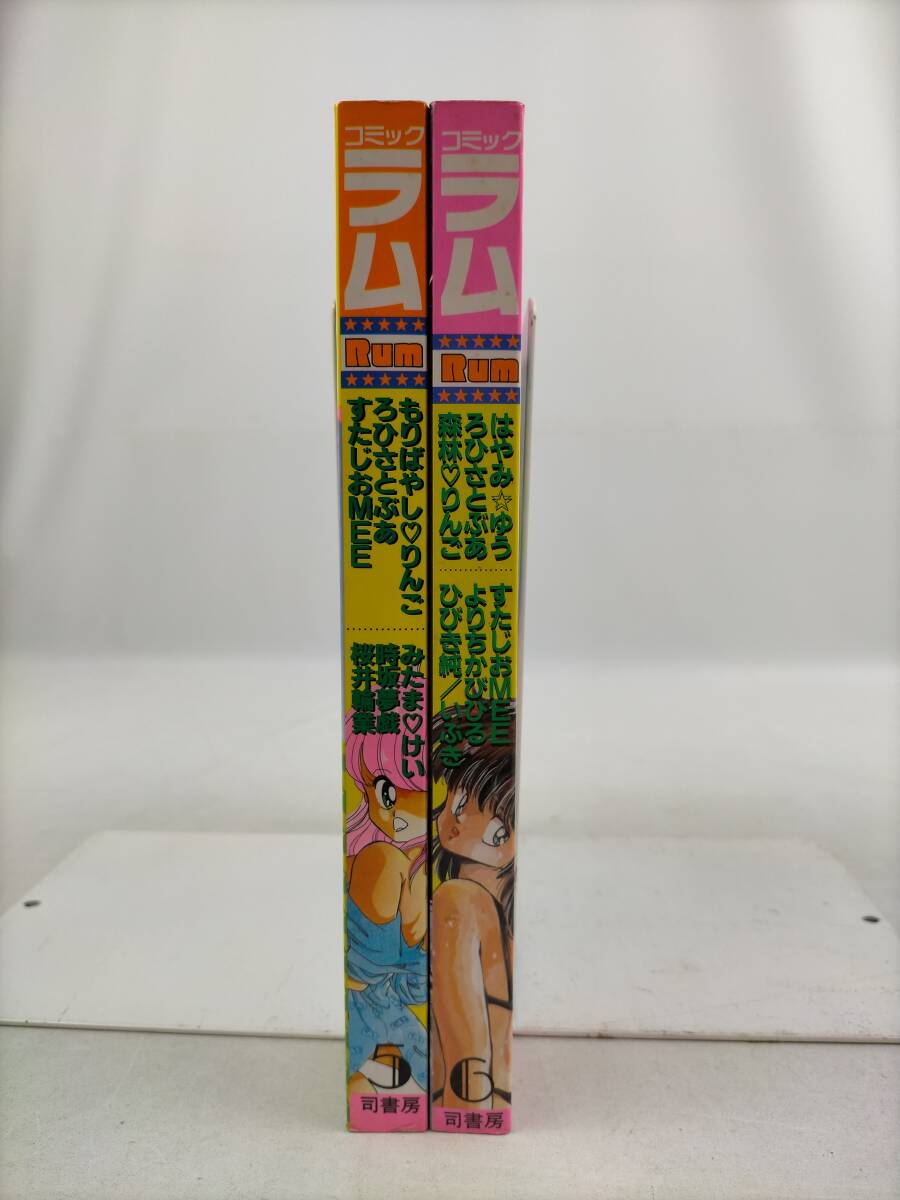 コミック
ラム
Rum
もりばやし♡りんご
ろひさとぶあ
すたじおMEE
みたま♡けい
時坂夢戯
桜井輪葉
5
司書房
コミック
ラム
Rum
はやみ☆ゆう
ろひさとぶあ
森林♡りんご
すたじおMEE
よりちかびびる
ひびき純／いぶき
6
司書房